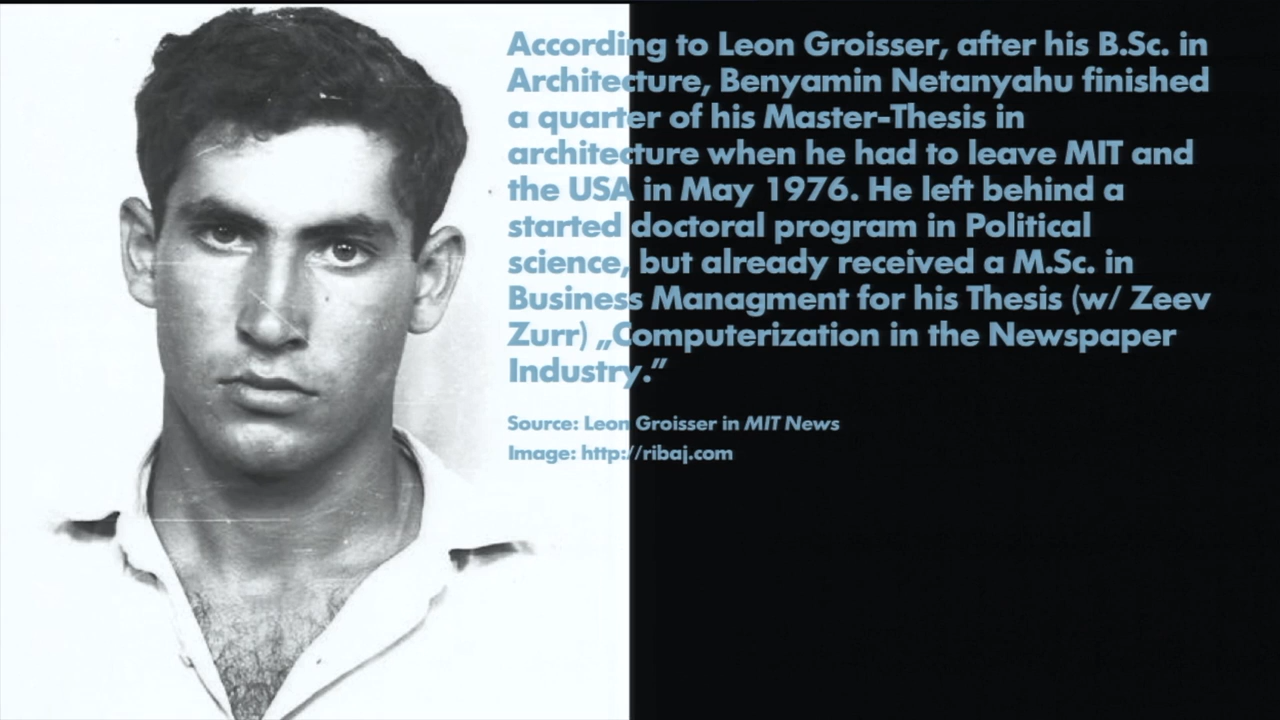 According to Leon Groisser, after his B.Sc. in
Architecture, Benyamin Netanyahu finished
a quarter of his Master-Thesis in
architecture when he had to leave MIT and
the USA in May 1976. He left behind a
started doctoral program in Political
science, but already received a M.Sc. in
Business Managment for his Thesis (w/ Zeev
Zurr) „Computerization in the Newspaper
Industry.”
Source: Leon Groisser in MIT News
Image: http://ribaj.com